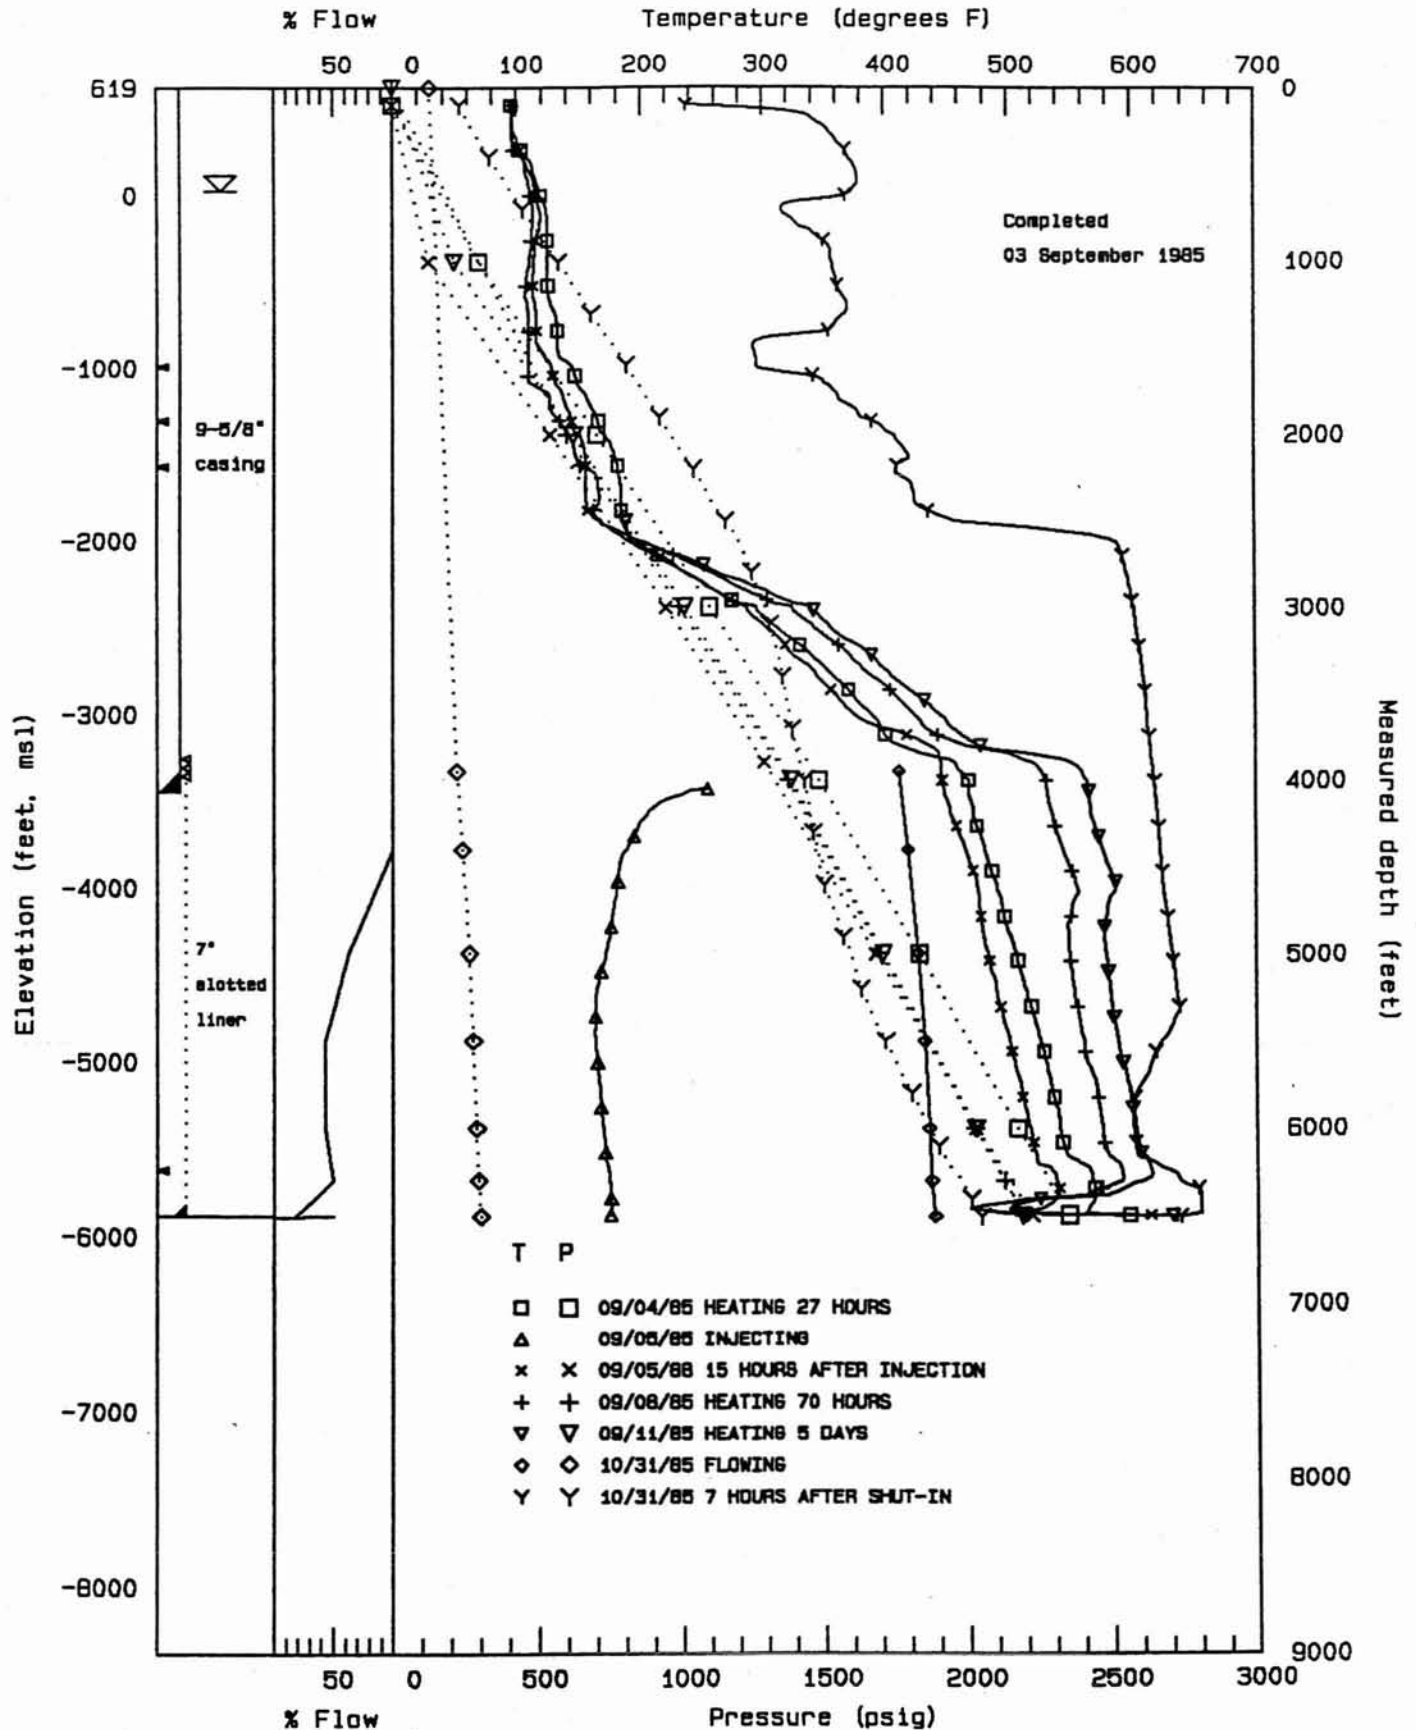 % Flow Temperature (degrees F)
50 0 100 200 300 400 500 600 700
619 0
0
Completed
03 September 1985
1000
-1000
9-5/8"
casing
2000
-2000
3000
-3000
4000
-4000
7"
slotted
liner
5000
-5000
6000
-6000
7000
-7000
8000
-8000
9000
Elevation (feet, msl)
Measured depth (feet)
T P
09/04/85 HEATING 27 HOURS
09/05/85 INJECTING
09/05/88 15 HOURS AFTER INJECTION
09/08/85 HEATING 70 HOURS
09/11/85 HEATING 5 DAYS
10/31/85 FLOWING
10/31/85 7 HOURS AFTER SHUT-IN
50 0 500 1000 1500 2000 2500 3000
% Flow Pressure (psig)